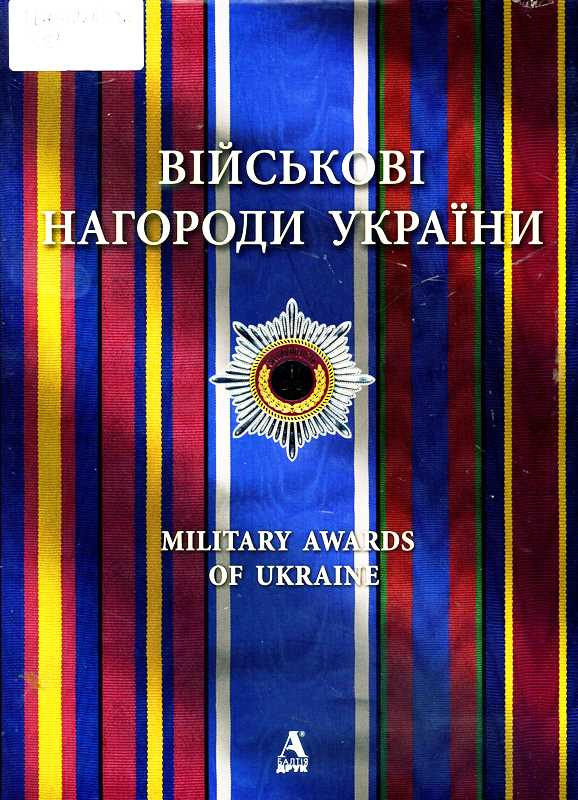 ВІЙСЬКОВІ
НАГОРОДИ УКРАЇНИ
MILITARY AWARDS
OF UKRAINE
А
БАЛТІЯ
ДРУК